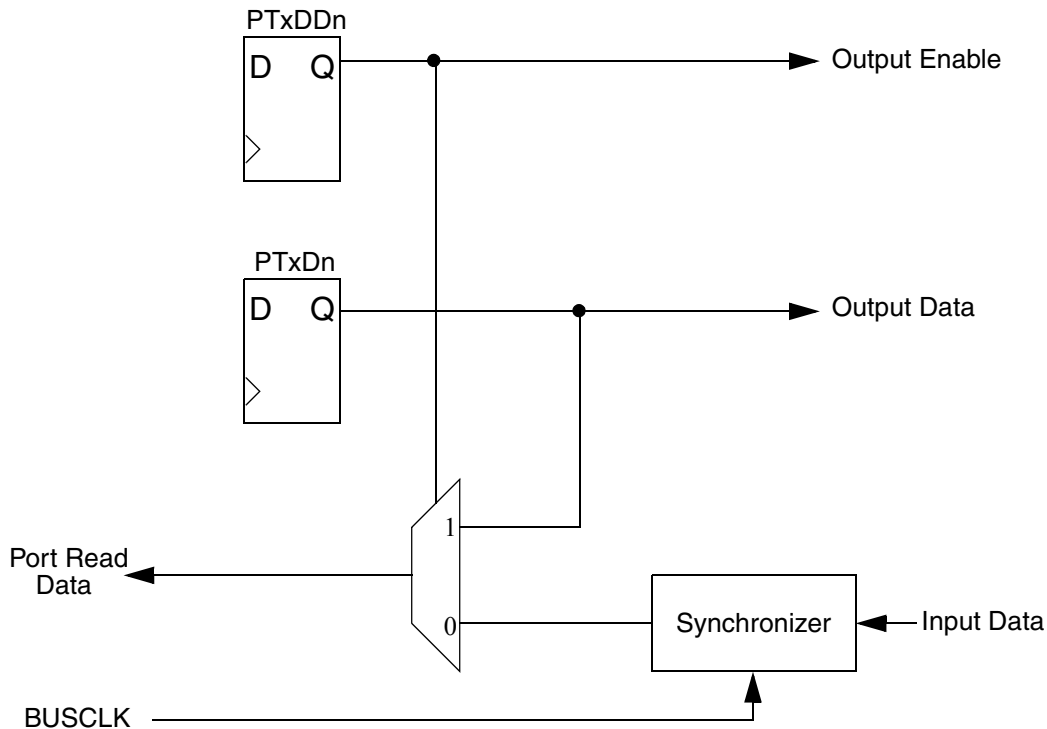 PTxDDn
D Q
Output Enable
PTxDn
D Q
Output Data
1
Port Read
Data
0
Synchronizer
Input Data
BUSCLK